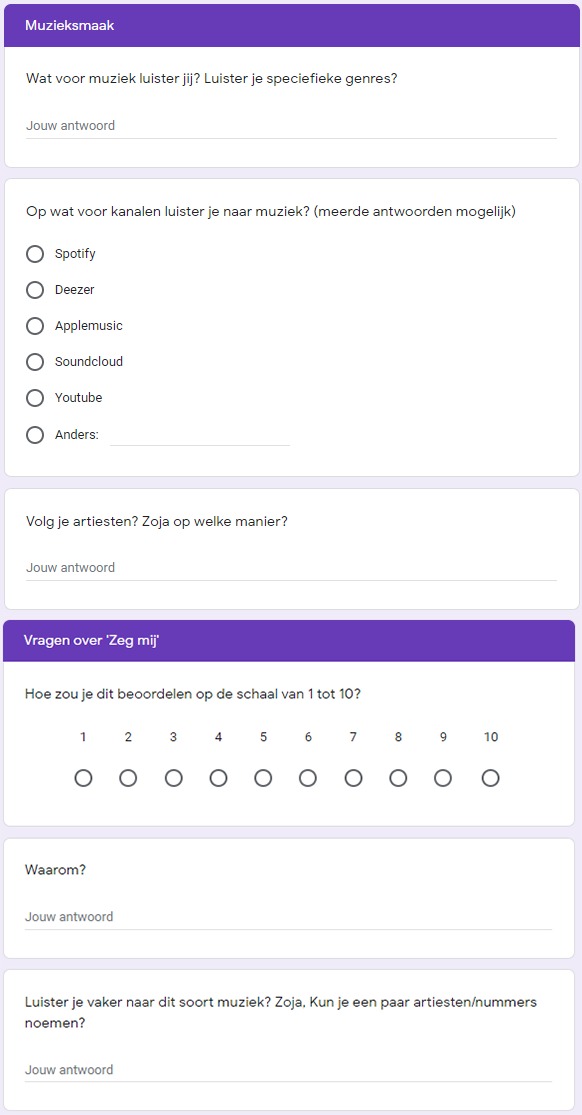 Muzieksmaak
Wat voor muziek luister jij? Luister je speciefieke genres?
Jouw antwoord
Op wat voor kanalen luister je naar muziek? (meerde antwoorden mogelijk)
Spotify
Deezer
Applemusic
Soundcloud
Youtube
Anders:
Volg je artiesten? Zoja op welke manier?
Jouw antwoord
Vragen over 'Zeg mij'
Hoe zou je dit beoordelen op de schaal van 1 tot 10?
1 2 3 4 5 6 7 8 9 10
Waarom?
Jouw antwoord
Luister je vaker naar dit soort muziek? Zoja, Kun je een paar artiesten/nummers
noemen?
Jouw antwoord